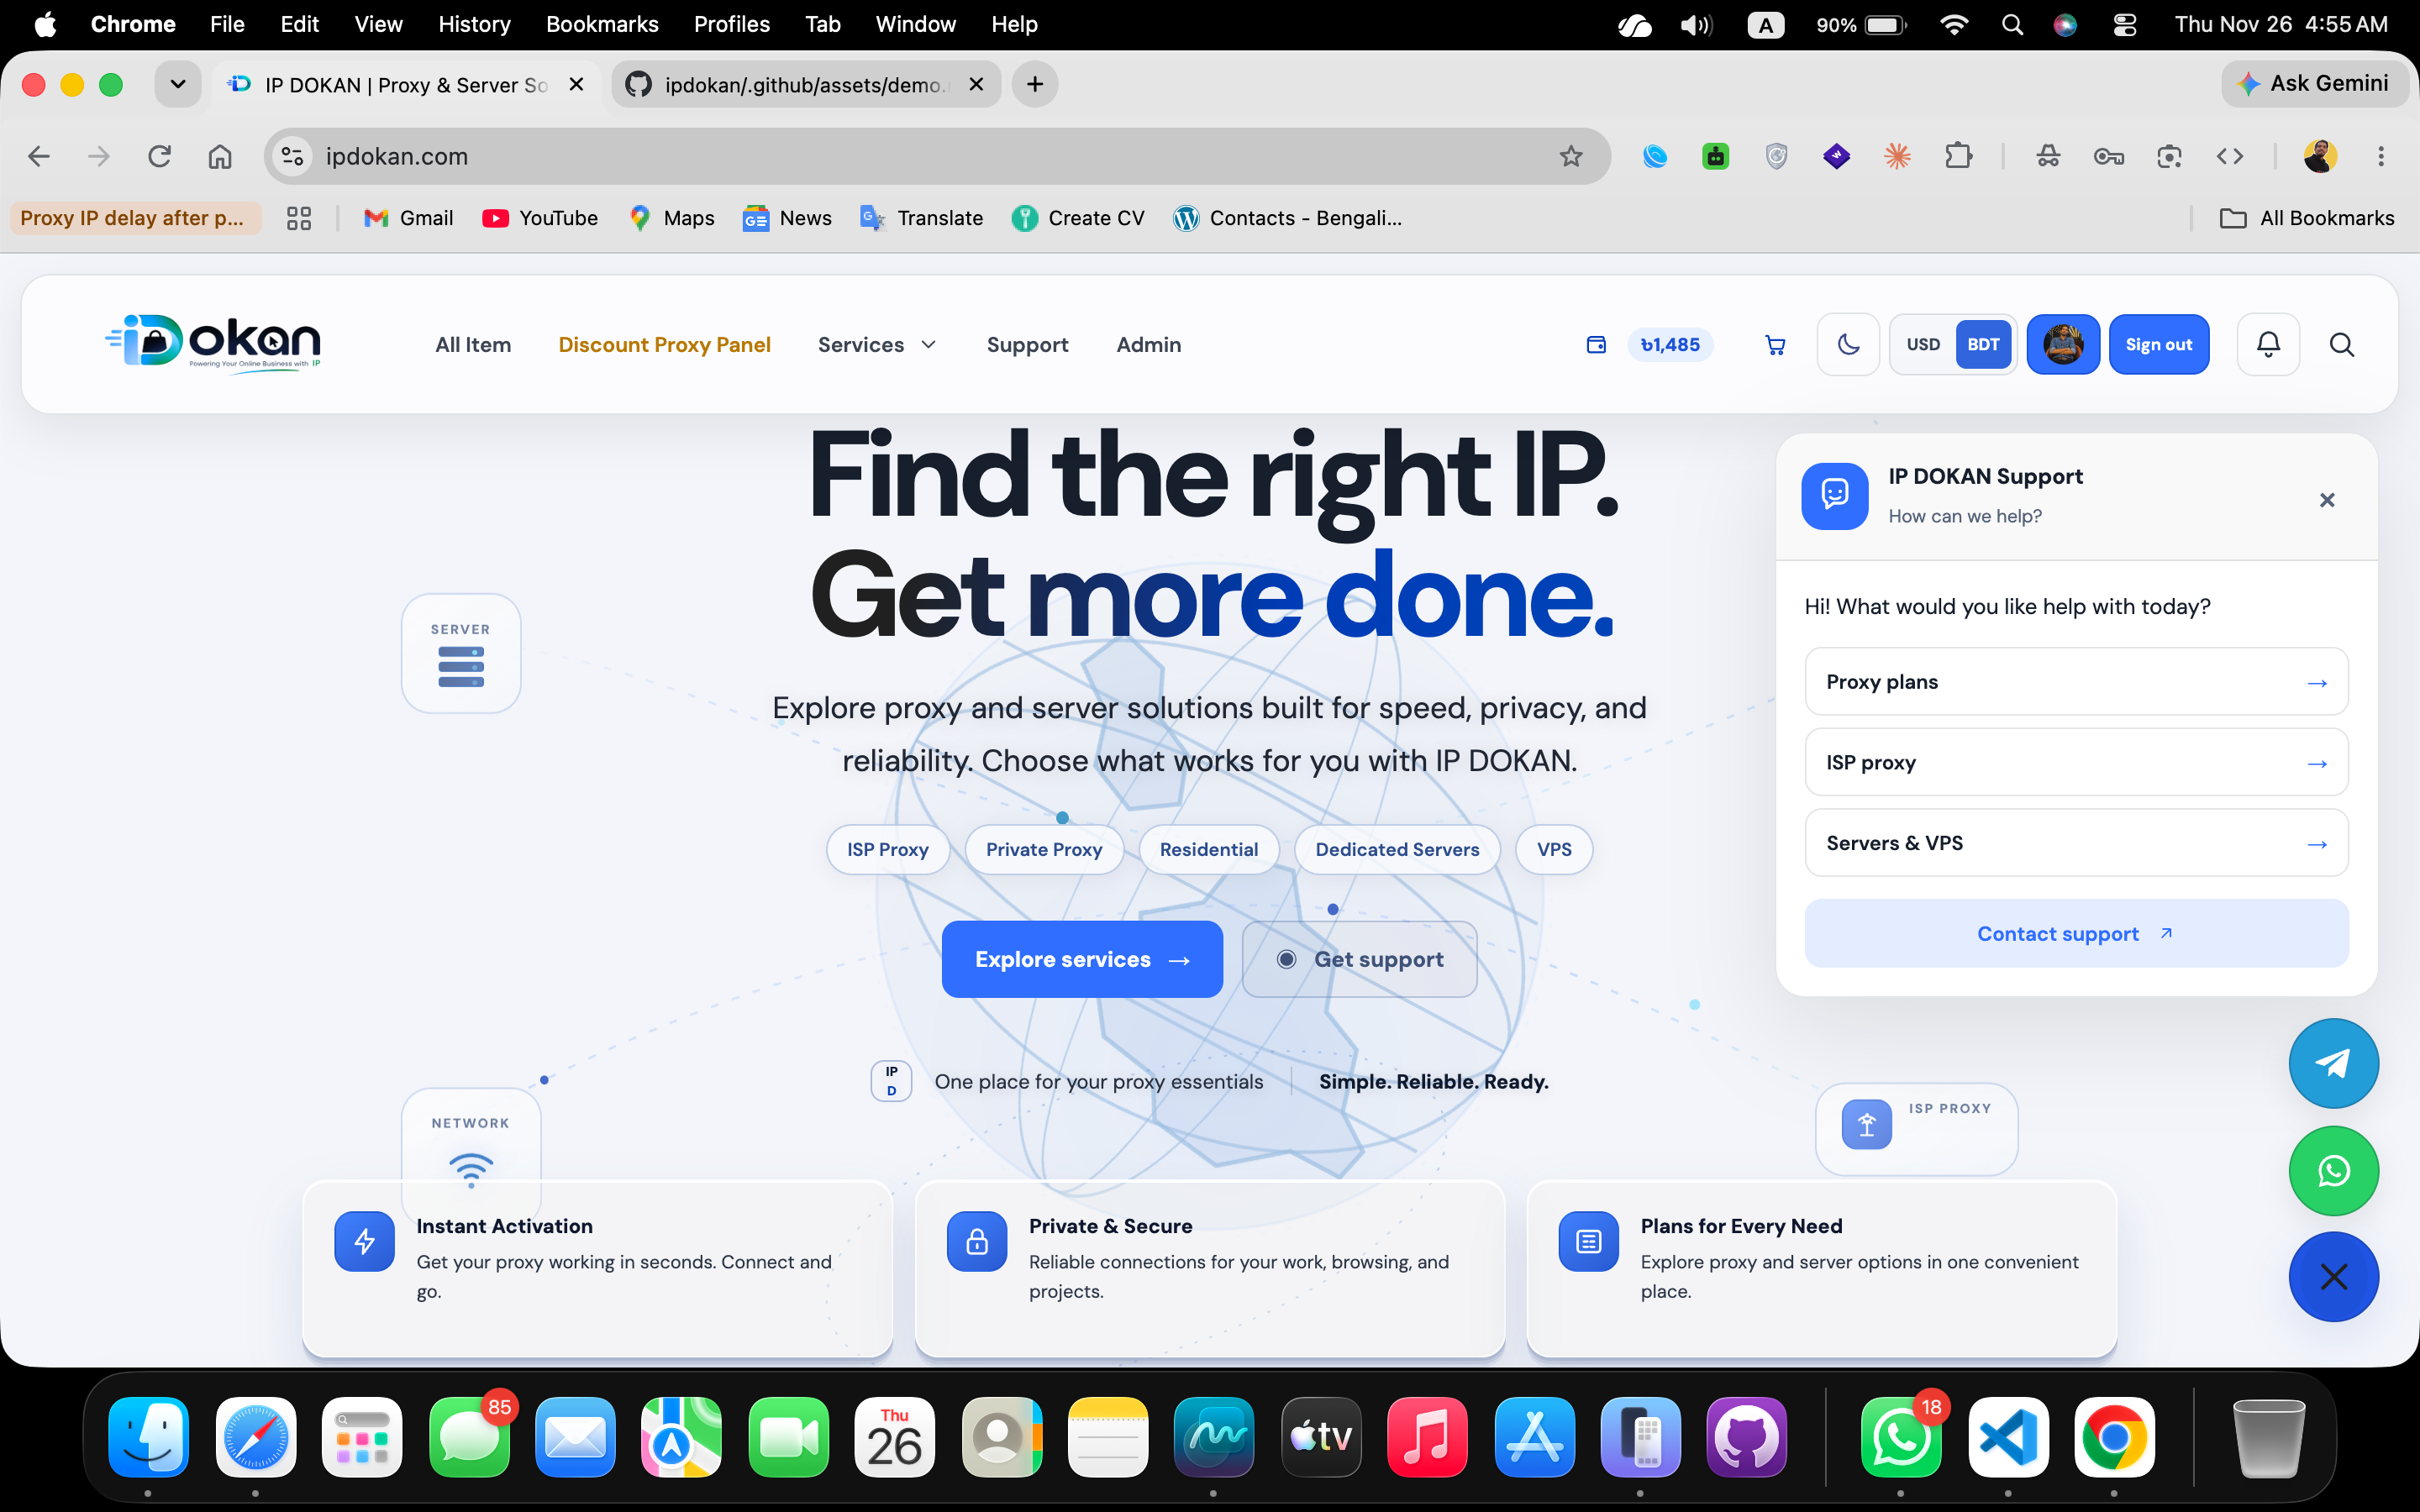 Chrome File Edit View History Bookmarks Profiles Tab Window Help A 90% Thu Nov 26 4:55 AM
IP DOKAN | Proxy & Server So
ipdokan/.github/assets/demo.
Ask Gemini
ipdokan.com
Proxy IP delay after p... Gmail YouTube Maps News Translate Create CV Contacts - Bengali... All Bookmarks
iDokan
Powering Your Online Business with IP
All Item Discount Proxy Panel Services Support Admin ৳1,485 USD BDT Sign out
Find the right IP.
Get more done.
Explore proxy and server solutions built for speed, privacy, and
reliability. Choose what works for you with IP DOKAN.
ISP Proxy Private Proxy Residential Dedicated Servers VPS
Explore services → Get support
IP
D
One place for your proxy essentials Simple. Reliable. Ready.
SERVER
NETWORK
ISP PROXY
IP DOKAN Support
How can we help?
Hi! What would you like help with today?
Proxy plans →
ISP proxy →
Servers & VPS →
Contact support
Instant Activation
Get your proxy working in seconds. Connect and
go.
Private & Secure
Reliable connections for your work, browsing, and
projects.
Plans for Every Need
Explore proxy and server options in one convenient
place.
85
Thu
26
tv
18